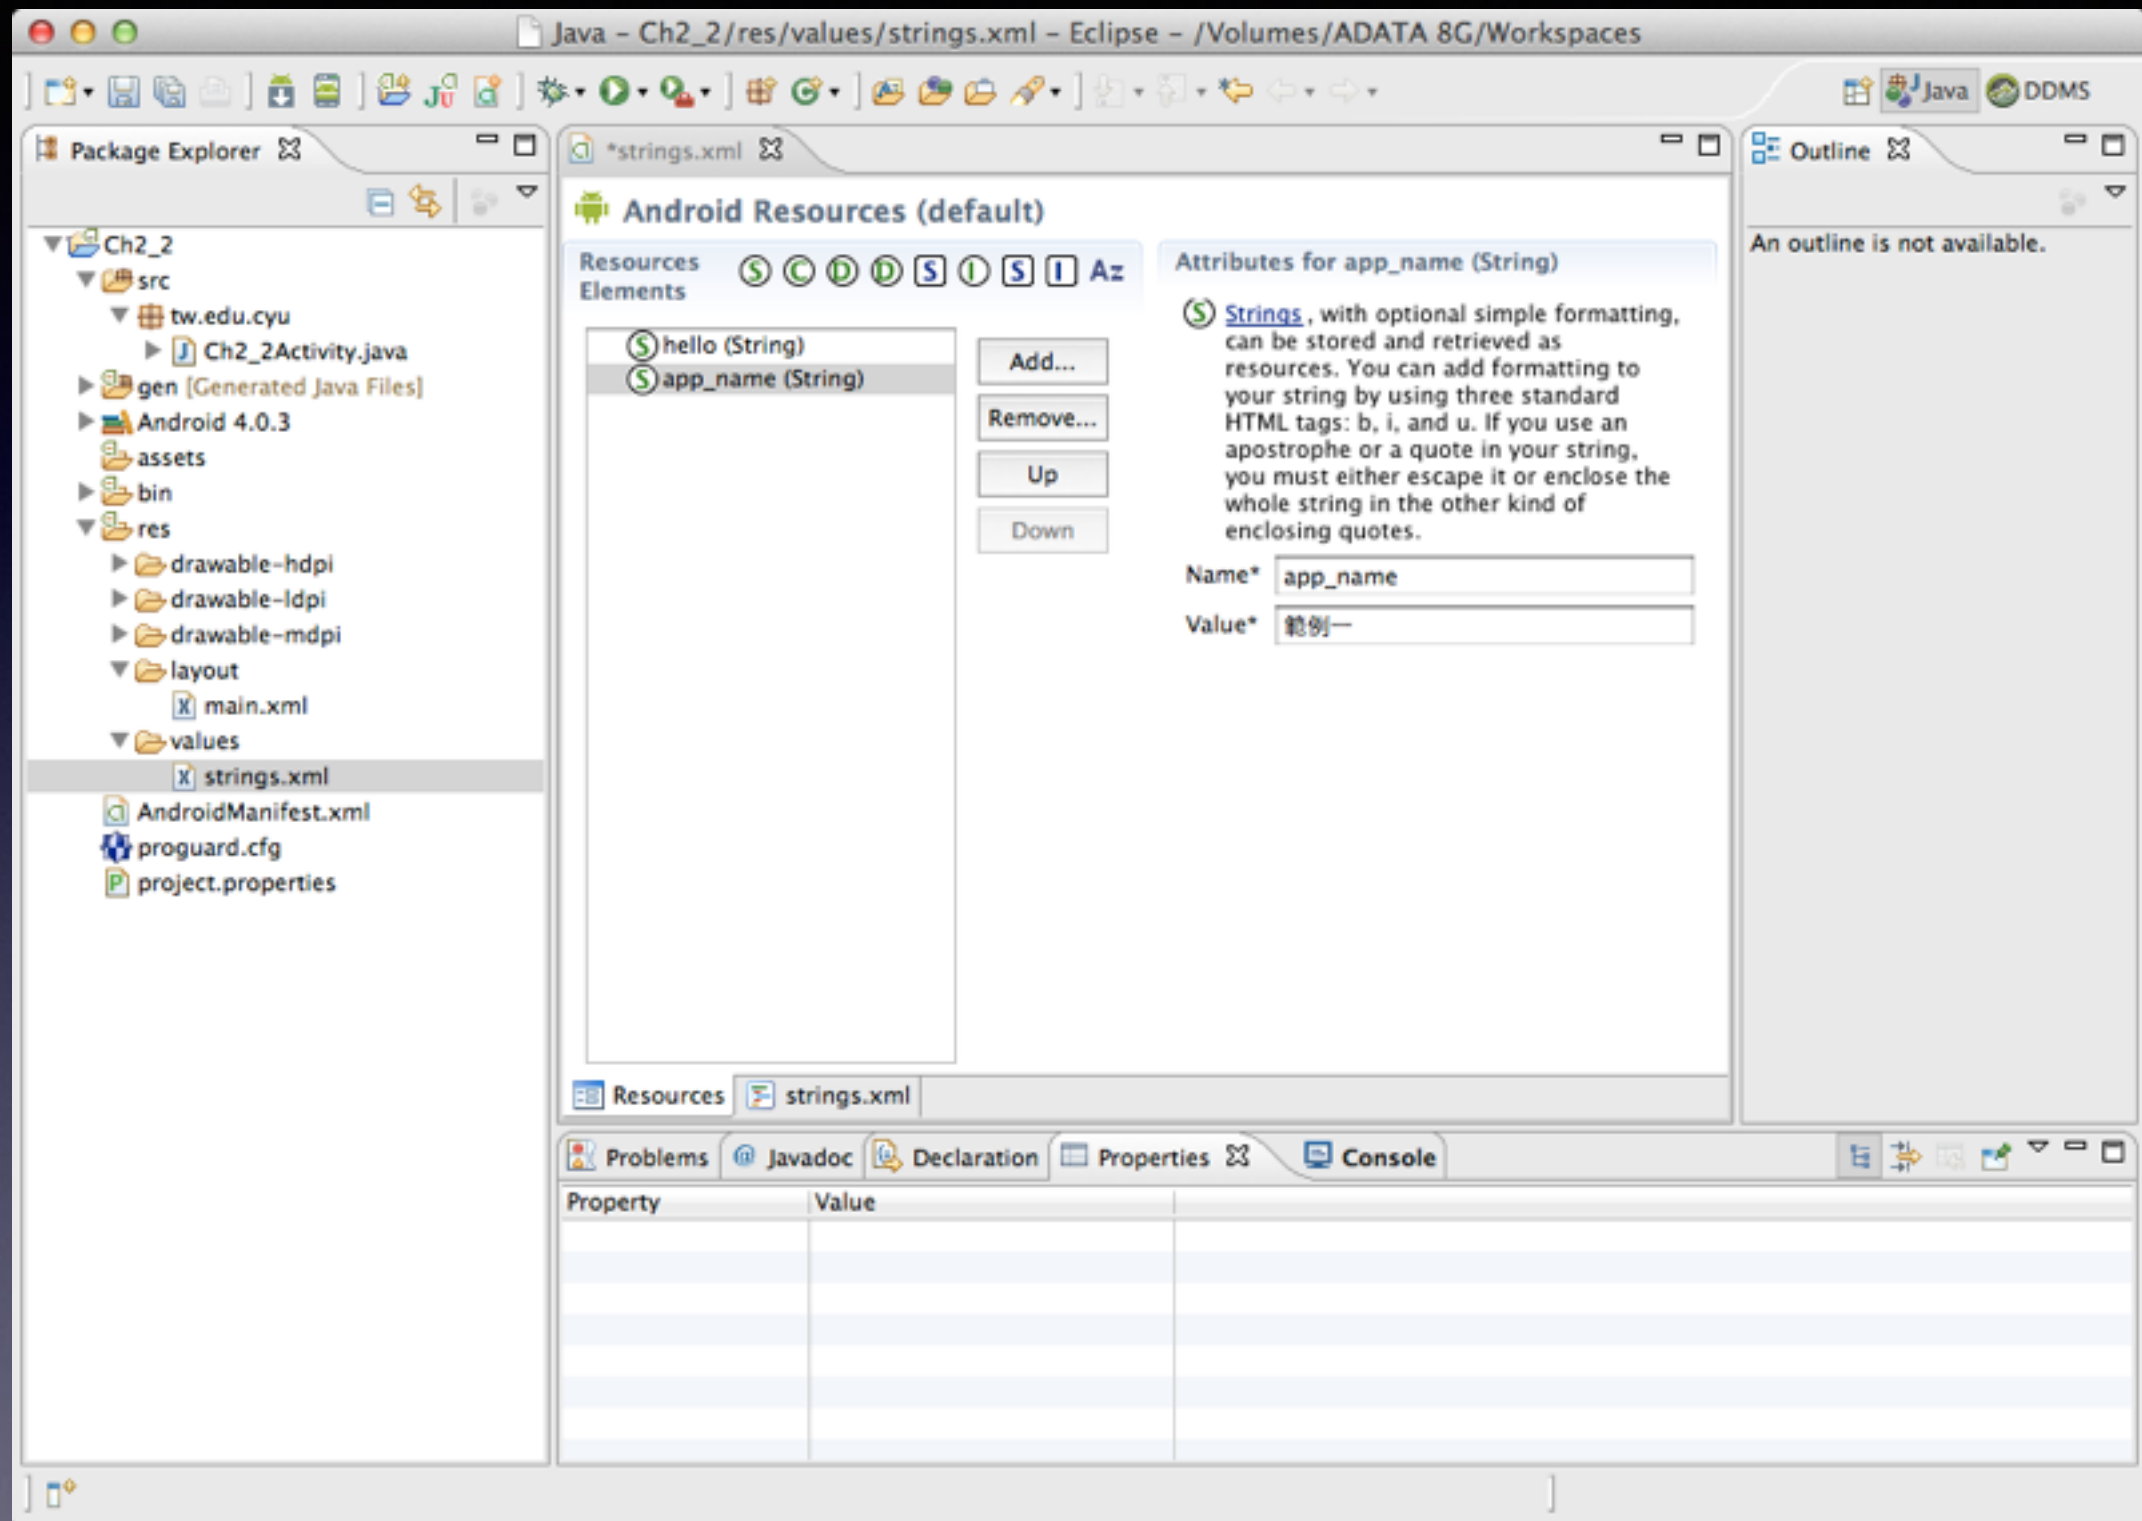 Java – Ch2_2/res/values/strings.xml – Eclipse – /Volumes/ADATA 8G/Workspaces
Java
DDMS
Package Explorer
Ch2_2
src
tw.edu.cyu
Ch2_2Activity.java
gen [Generated Java Files]
Android 4.0.3
assets
bin
res
drawable-hdpi
drawable-ldpi
drawable-mdpi
layout
main.xml
values
strings.xml
AndroidManifest.xml
proguard.cfg
project.properties
*strings.xml
Android Resources (default)
Resources
Elements
S C D D S I S I Az
hello (String)
app_name (String)
Add...
Remove...
Up
Down
Attributes for app_name (String)
Strings, with optional simple formatting,
can be stored and retrieved as
resources. You can add formatting to
your string by using three standard
HTML tags: b, i, and u. If you use an
apostrophe or a quote in your string,
you must either escape it or enclose the
whole string in the other kind of
enclosing quotes.
Name* app_name
Value* 範例一
Resources
strings.xml
Outline
An outline is not available.
Problems
@ Javadoc
Declaration
Properties
Console
Property
Value